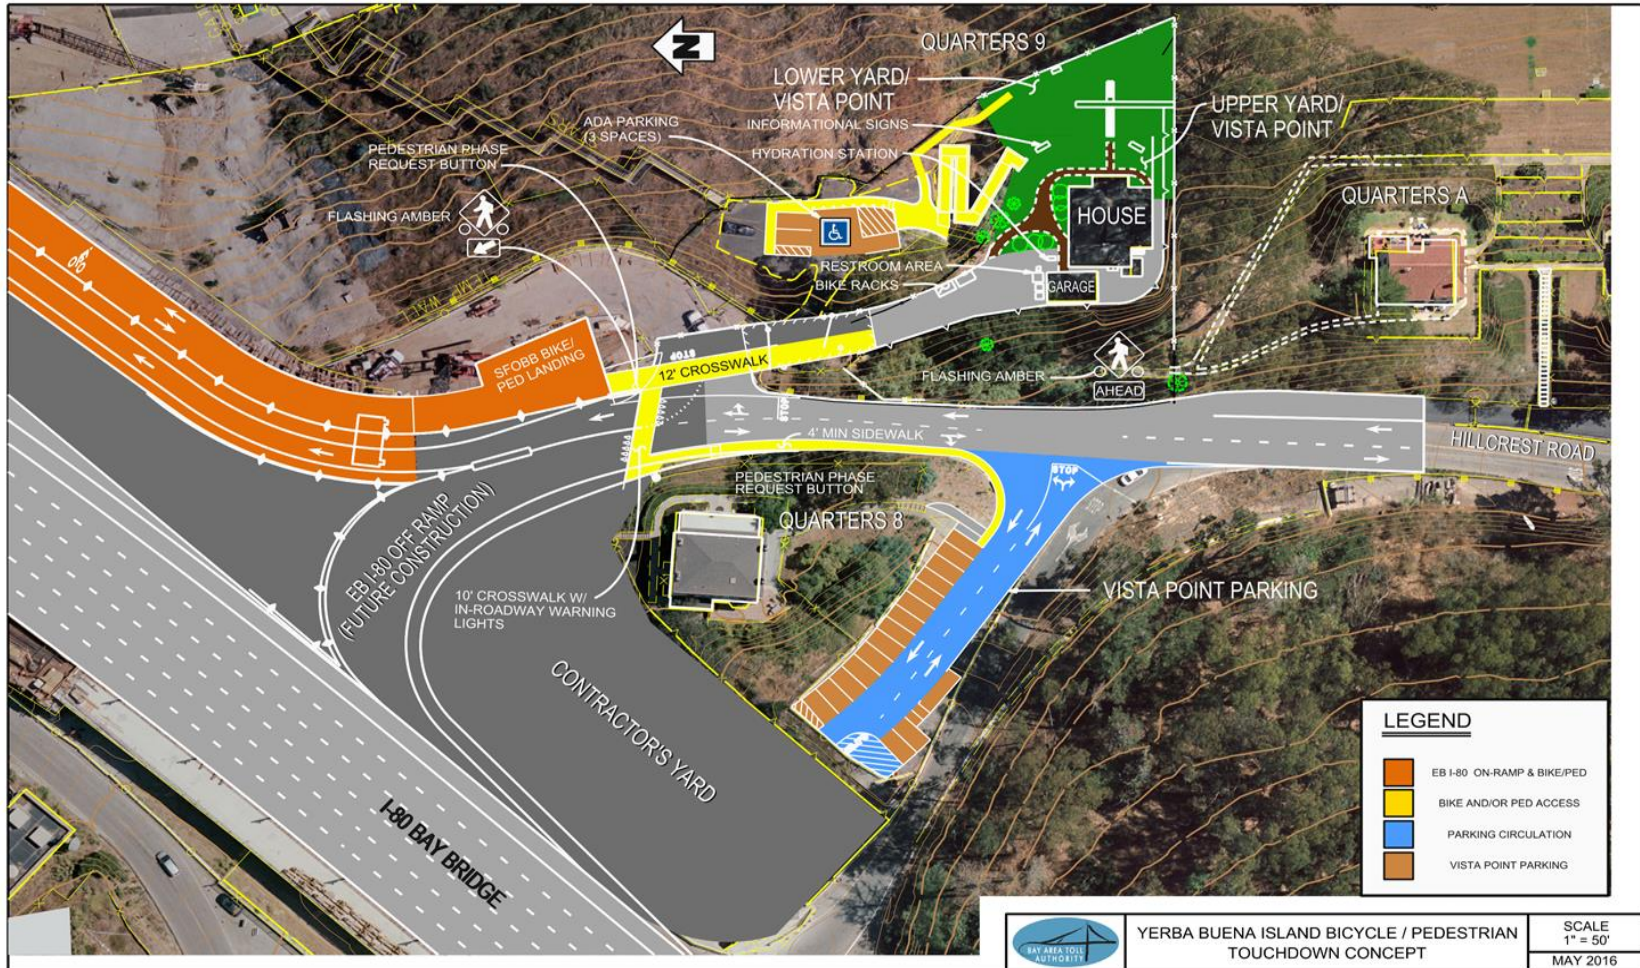 QUARTERS 9
N
LOWER YARD/
VISTA POINT
INFORMATIONAL SIGNS
HYDRATION STATION
ADA PARKING
(3 SPACES)
PEDESTRIAN PHASE
REQUEST BUTTON
FLASHING AMBER
UPPER YARD/
VISTA POINT
QUARTERS A
HOUSE
RESTROOM AREA
BIKE RACKS
GARAGE
SFOBB BIKE/
PED LANDING
STOP
12' CROSSWALK
FLASHING AMBER
AHEAD
STOP
4' MIN SIDEWALK
HILLCREST ROAD
PEDESTRIAN PHASE
REQUEST BUTTON
STOP
QUARTERS 8
EB I-80 OFF RAMP
(FUTURE CONSTRUCTION)
10' CROSSWALK W/
IN-ROADWAY WARNING
LIGHTS
VISTA POINT PARKING
CONTRACTOR'S YARD
I-80 BAY BRIDGE
LEGEND
EB I-80 ON-RAMP & BIKE/PED
BIKE AND/OR PED ACCESS
PARKING CIRCULATION
VISTA POINT PARKING
BAY AREA TOLL
AUTHORITY
YERBA BUENA ISLAND BICYCLE / PEDESTRIAN
TOUCHDOWN CONCEPT
SCALE
1" = 50'
MAY 2016